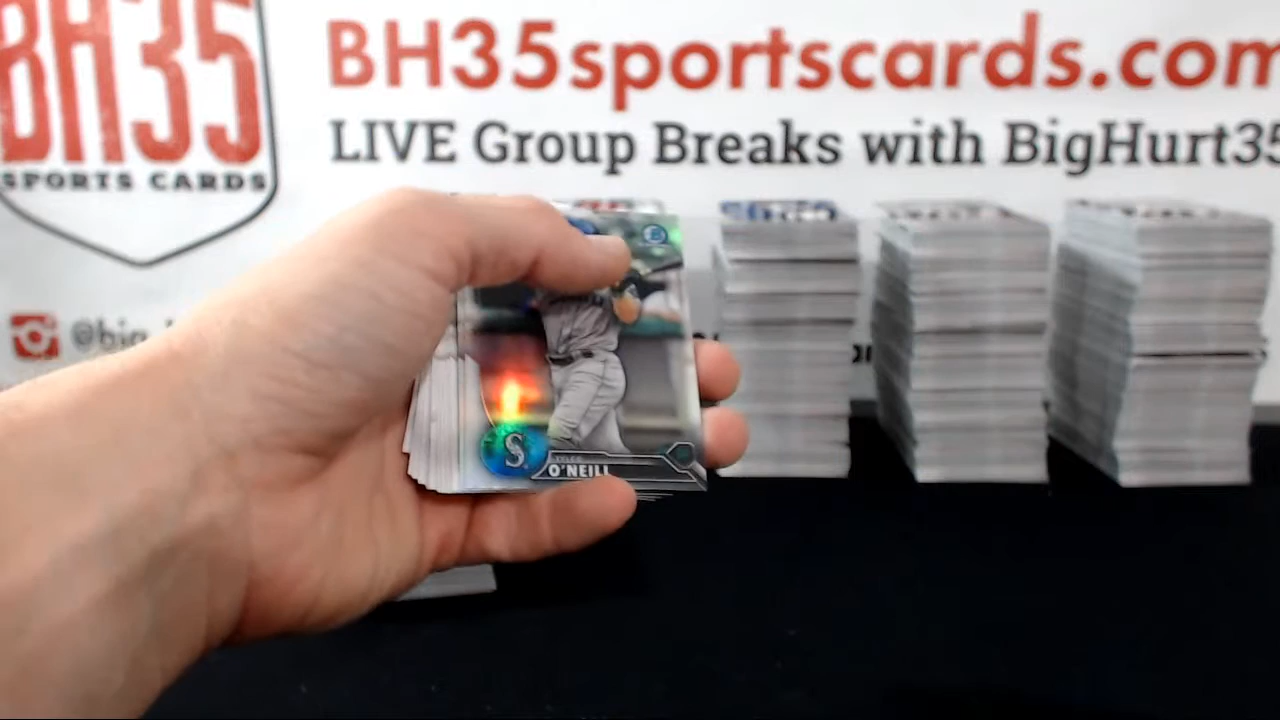 BH35
SPORTS CARDS
BH35sportscards.com
LIVE Group Breaks with BigHurt35
@big
S
O'NEILL